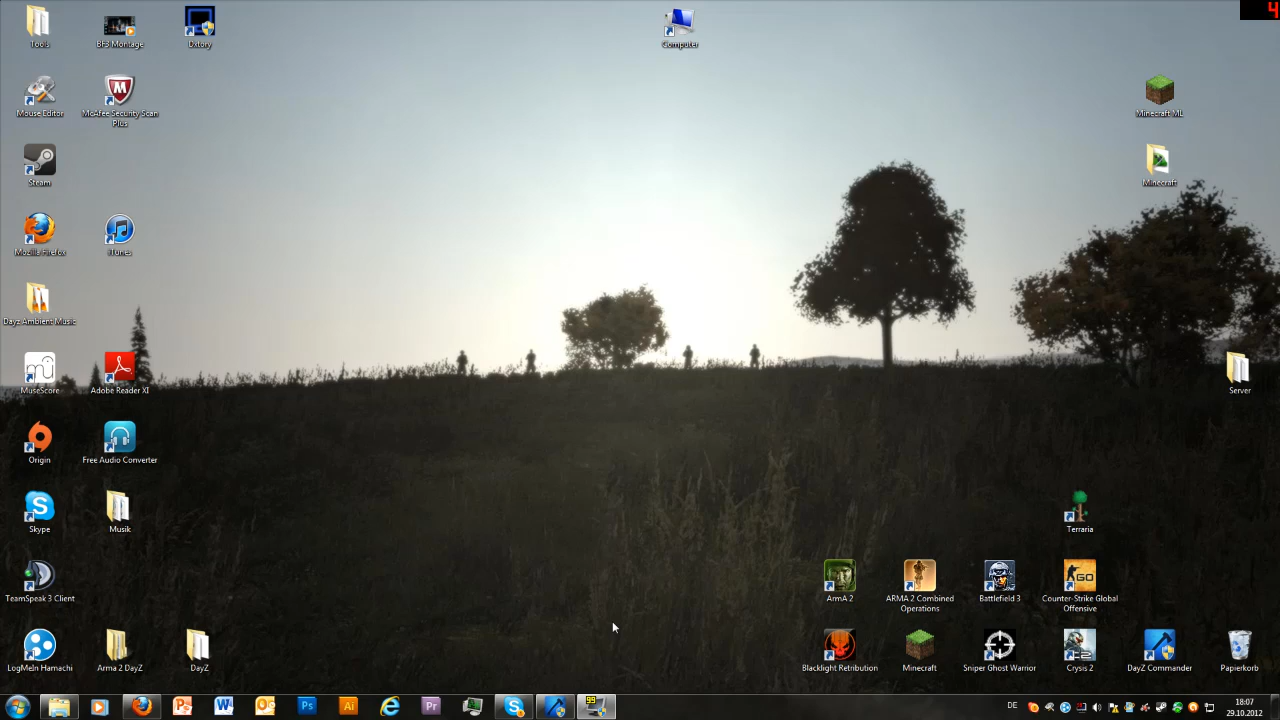 4
Tools
Bf3 Montage
Dxtory
Computer
Mouse Editor
McAfee Security Scan
Plus
Minecraft ML
Steam
Minecraft
Mozilla Firefox
iTunes
Dayz Ambient Music
MuseScore
Adobe Reader XI
Server
Origin
Free Audio Converter
Skype
Musik
Terraria
TeamSpeak 3 Client
ArmA 2
ARMA 2 Combined
Operations
Battlefield 3
Counter-Strike Global
Offensive
LogMeIn Hamachi
Arma 2 DayZ
DayZ
Blacklight Retribution
Minecraft
Sniper Ghost Warrior
Crysis 2
DayZ Commander
Papierkorb
99
DE
18:07
29.10.2012